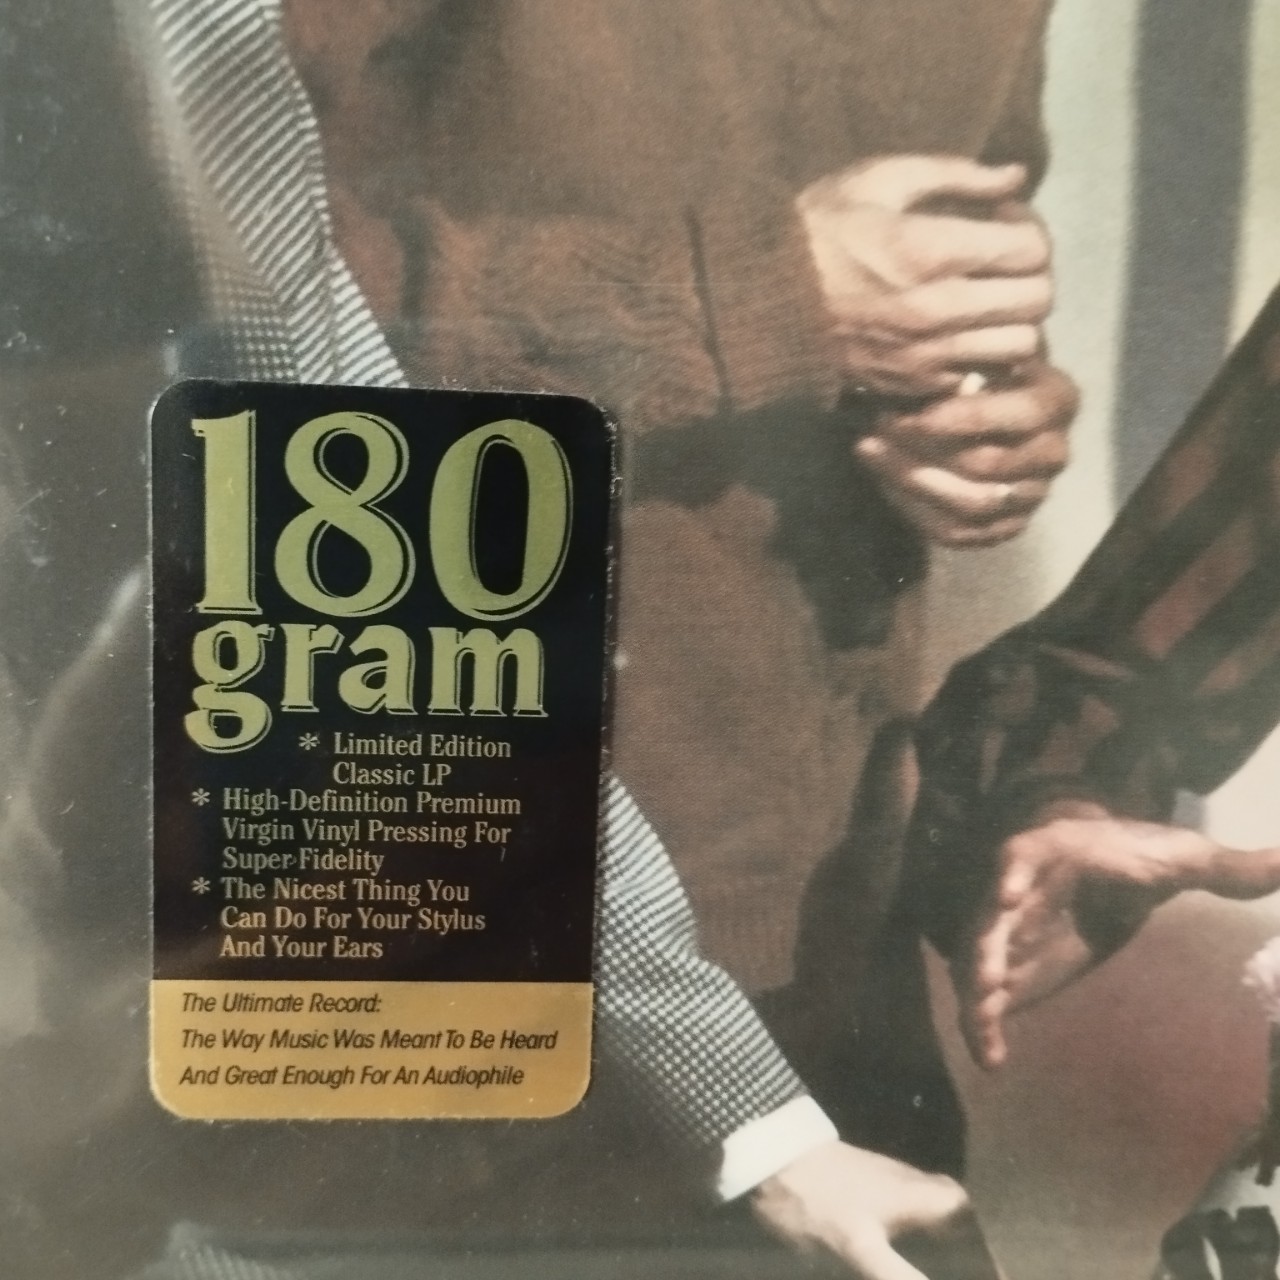 180
gram
* Limited Edition
Classic LP
* High-Definition Premium
Virgin Vinyl Pressing For
Super Fidelity
* The Nicest Thing You
Can Do For Your Stylus
And Your Ears
The Ultimate Record:
The Way Music Was Meant To Be Heard
And Great Enough For An Audiophile